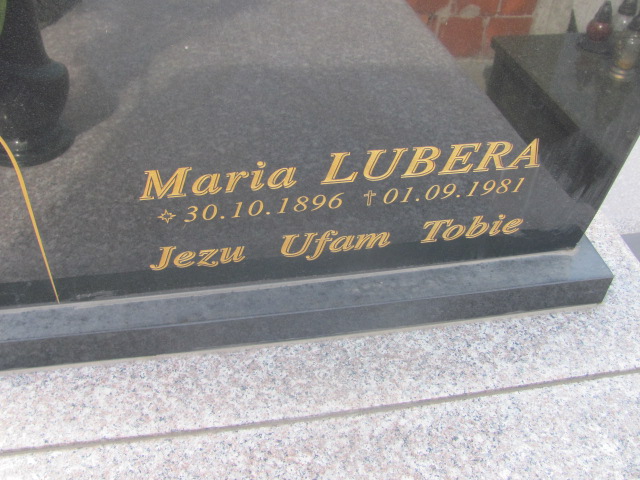 Maria LUBERA
✡ 30.10.1896 † 01.09.1981
Jezu Ufam Tobie